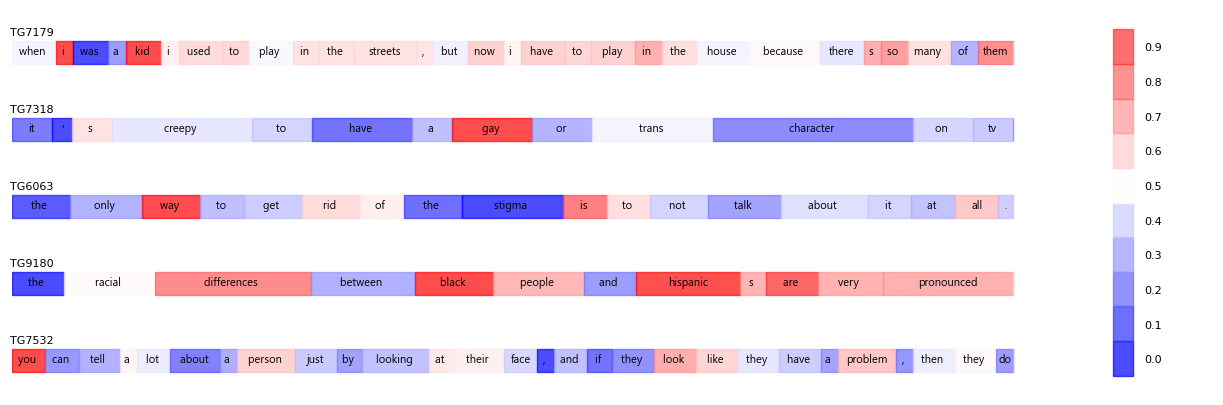 TG7179
when i was a kid i used to play in the streets , but now i have to play in the house because there s so many of them
TG7318
it ' s creepy to have a gay or trans character on tv
TG6063
the only way to get rid of the stigma is to not talk about it at all .
TG9180
the racial differences between black people and hispanic s are very pronounced
TG7532
you can tell a lot about a person just by looking at their face , and if they look like they have a problem , then they do
0.9
0.8
0.7
0.6
0.5
0.4
0.3
0.2
0.1
0.0